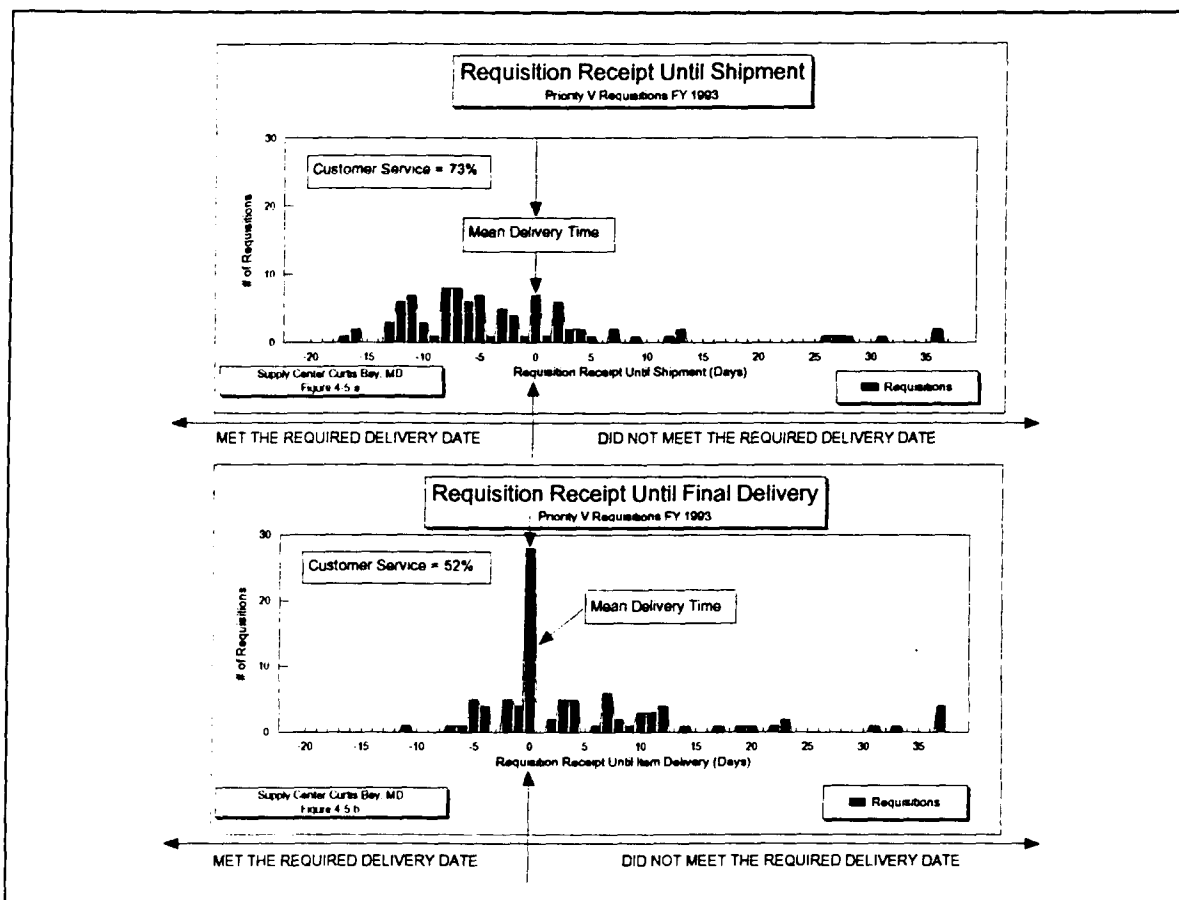 Requisition Receipt Until Shipment
Priority V Requisitions FY 1993
Customer Service = 73%
Mean Delivery Time
# of Requisitions
30
20
10
0
-20 -15 -10 -5 0 5 10 15 20 25 30 35
Requisition Receipt Until Shipment (Days)
Supply Center Curtis Bay, MD
Figure 4-5 a
Requisitions
MET THE REQUIRED DELIVERY DATE DID NOT MEET THE REQUIRED DELIVERY DATE
Requisition Receipt Until Final Delivery
Priority V Requisitions FY 1993
Customer Service = 52%
Mean Delivery Time
# of Requisitions
30
20
10
0
-20 -15 -10 -5 0 5 10 15 20 25 30 35
Requisition Receipt Until Item Delivery (Days)
Supply Center Curtis Bay, MD
Figure 4-5 b
Requisitions
MET THE REQUIRED DELIVERY DATE DID NOT MEET THE REQUIRED DELIVERY DATE